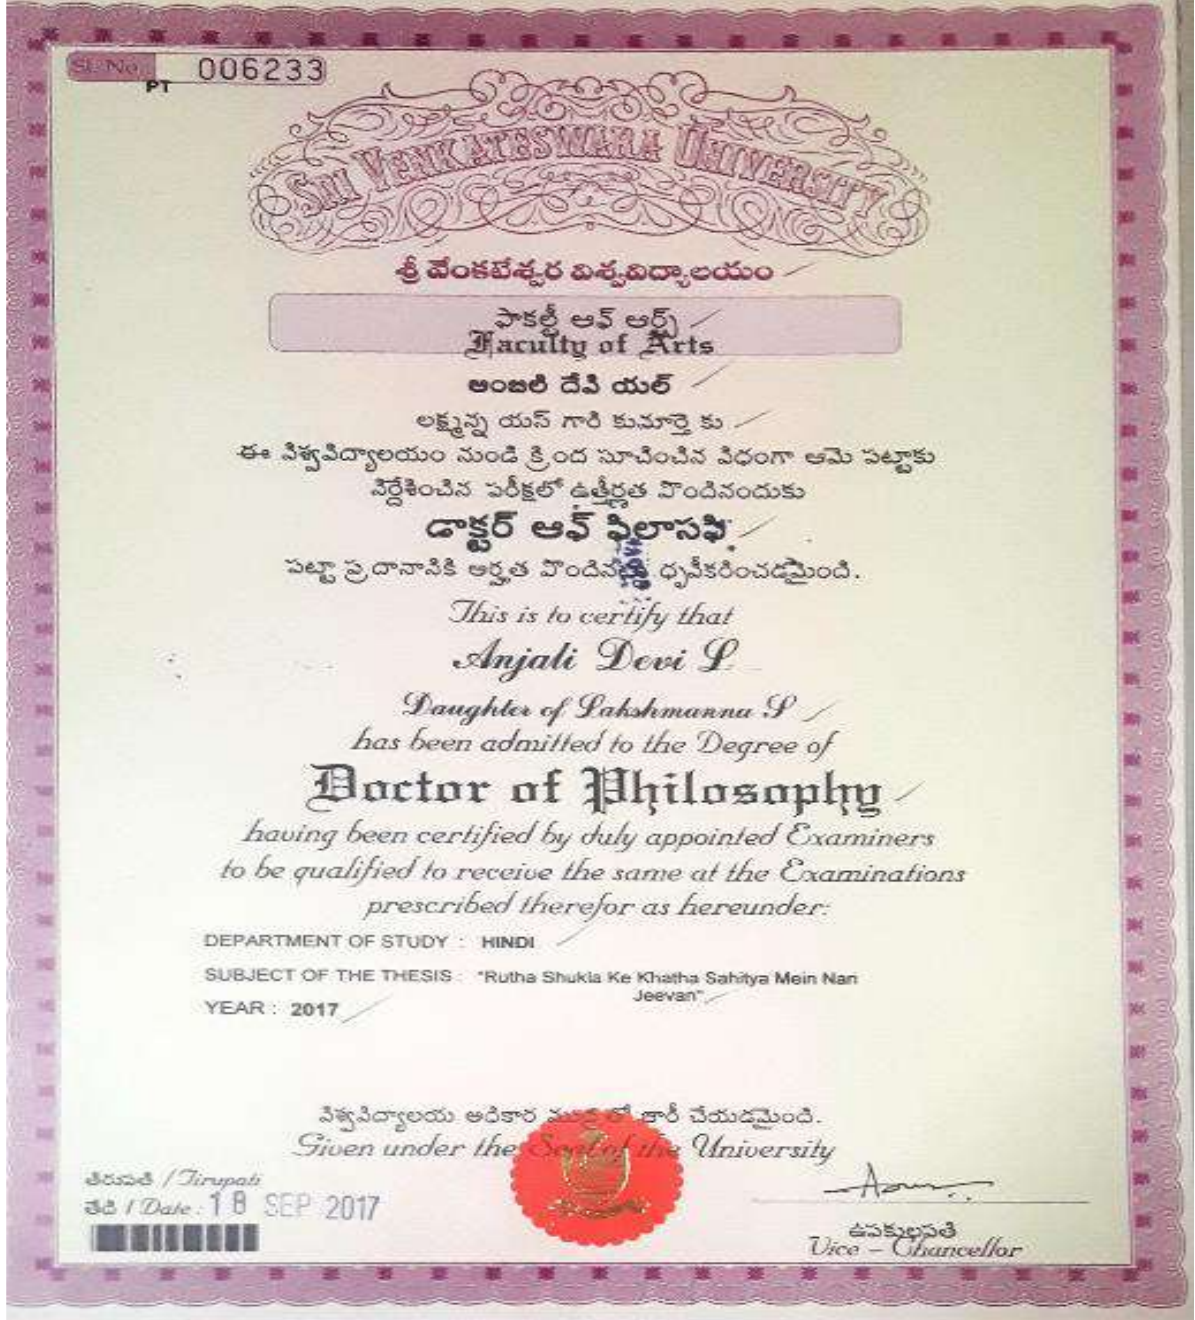 Sl. No. PT 006233
SRI VENKATESWARA UNIVERSITY
శ్రీ వేంకటేశ్వర విశ్వవిద్యాలయం
ఫాకల్టీ ఆఫ్ ఆర్ట్స్
Faculty of Arts
అంజలి దేవి యల్
లక్ష్మన్న యస్ గారి కుమార్తె కు
ఈ విశ్వవిద్యాలయం నుండి క్రింద సూచించిన విధంగా ఆమె పట్టాకు
నిర్దేశించిన పరీక్షలో ఉత్తీర్ణత పొందినందుకు
డాక్టర్ ఆఫ్ ఫిలాసఫి
పట్టా ప్రదానానికి అర్హత ధృవీకరించడమైంది.
This is to certify that
Anjali Devi L
Daughter of Lakshmanna S
has been admitted to the Degree of
Doctor of Philosophy
having been certified by duly appointed Examiners
to be qualified to receive the same at the Examinations
prescribed therefor as hereunder:
DEPARTMENT OF STUDY : HINDI
SUBJECT OF THE THESIS : "Rutha Shukla Ke Khatha Sahitya Mein Nari
Jeevan"
YEAR : 2017
విశ్వవిద్యాలయ అధికార జారీ చేయడమైంది.
Given under the Seal of the University
తిరుపతి / Tirupati
తేది / Date : 18 SEP 2017
ఉపకులపతి
Vice - Chancellor